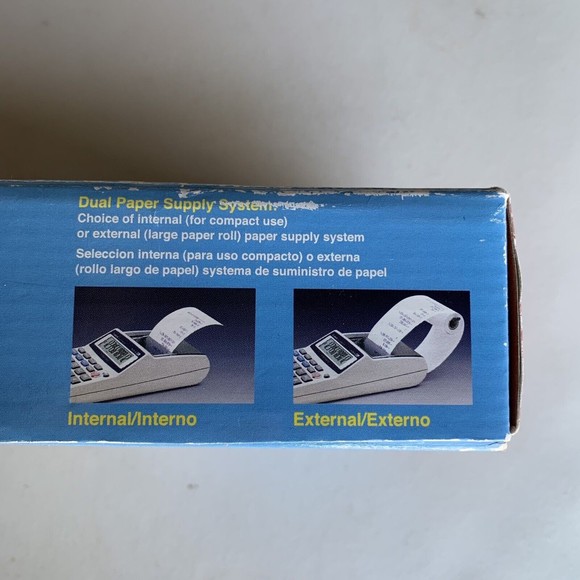 Dual Paper Supply System:
Choice of internal (for compact use)
or external (large paper roll) paper supply system
Seleccion interna (para uso compacto) o externa
(rollo largo de papel) systema de suministro de papel
Internal/Interno
External/Externo